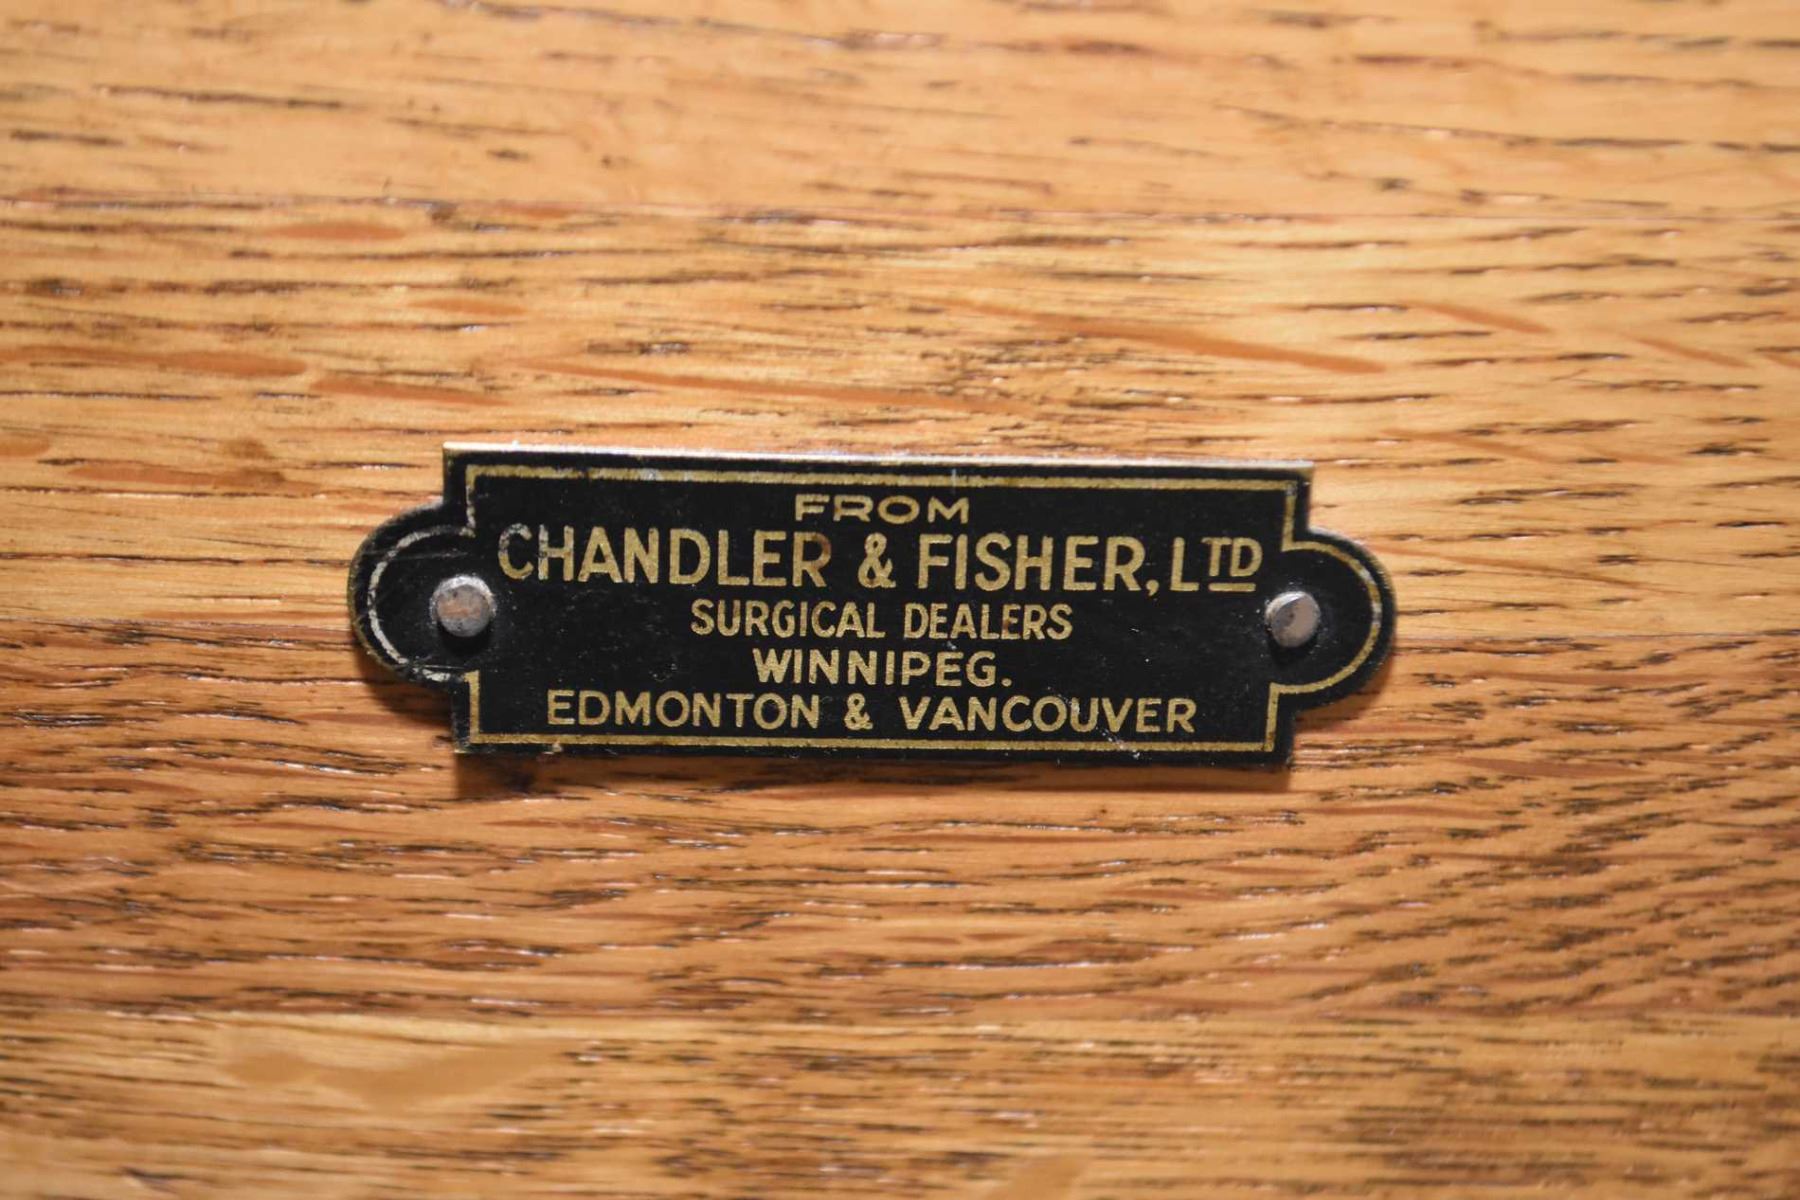 FROM
CHANDLER & FISHER, LTD
SURGICAL DEALERS
WINNIPEG.
EDMONTON & VANCOUVER